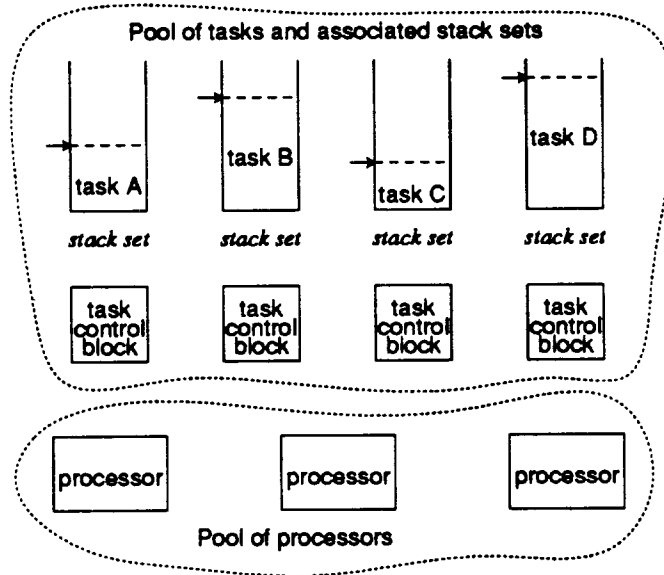 Pool of tasks and associated stack sets
task A
task B
task C
task D
stack set
stack set
stack set
stack set
task
control
block
task
control
block
task
control
block
task
control
block
processor
processor
processor
Pool of processors